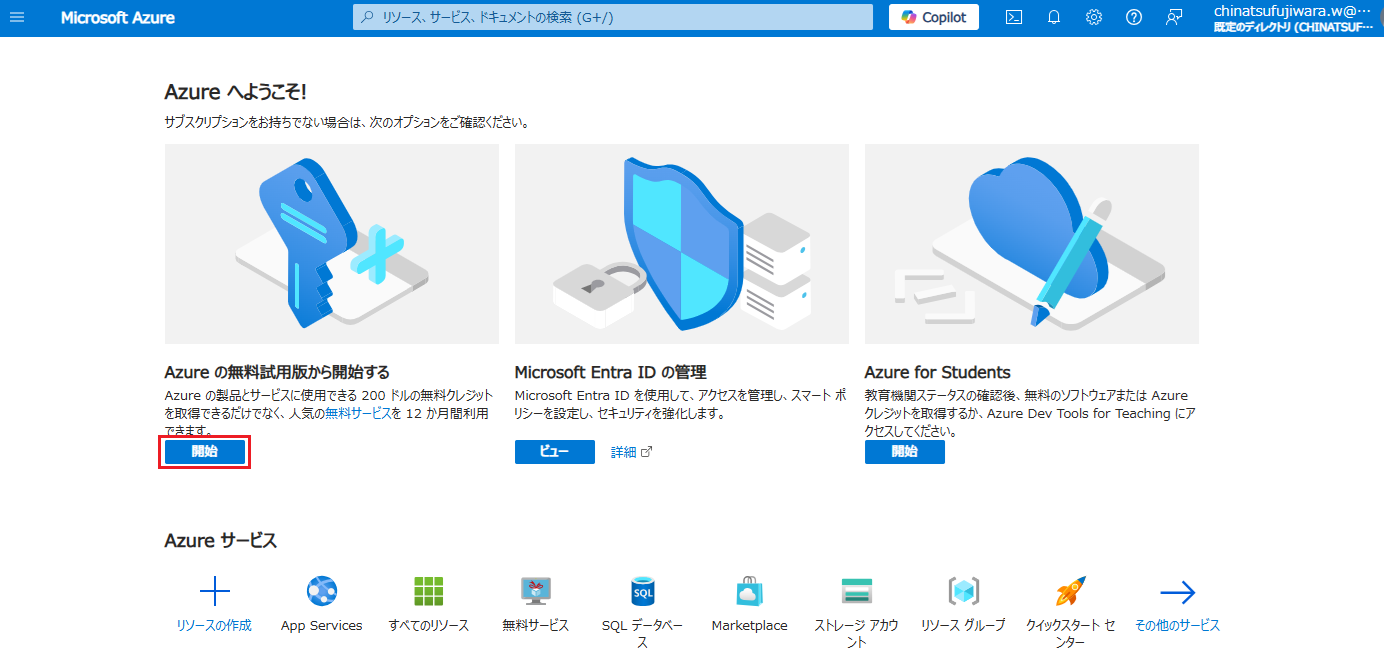 Microsoft Azure
リソース、サービス、ドキュメントの検索 (G+/)
Copilot
chinatsufujiwara.w@…
既定のディレクトリ (CHINATSUF…
Azure へようこそ!
サブスクリプションをお持ちでない場合は、次のオプションをご確認ください。
Azure の無料試用版から開始する
Azure の製品とサービスに使用できる 200 ドルの無料クレジット
を取得できるだけでなく、人気の無料サービスを 12 か月間利用
できます。
開始
Microsoft Entra ID の管理
Microsoft Entra ID を使用して、アクセスを管理し、スマート ポ
リシーを設定し、セキュリティを強化します。
ビュー
詳細
Azure for Students
教育機関ステータスの確認後、無料のソフトウェアまたは Azure
クレジットを取得するか、Azure Dev Tools for Teaching にア
クセスしてください。
開始
Azure サービス
リソースの作成
App Services
すべてのリソース
無料サービス
SQL
SQL データベー
ス
Marketplace
ストレージ アカウ
ント
リソース グループ
クイックスタート セ
ンター
その他のサービス